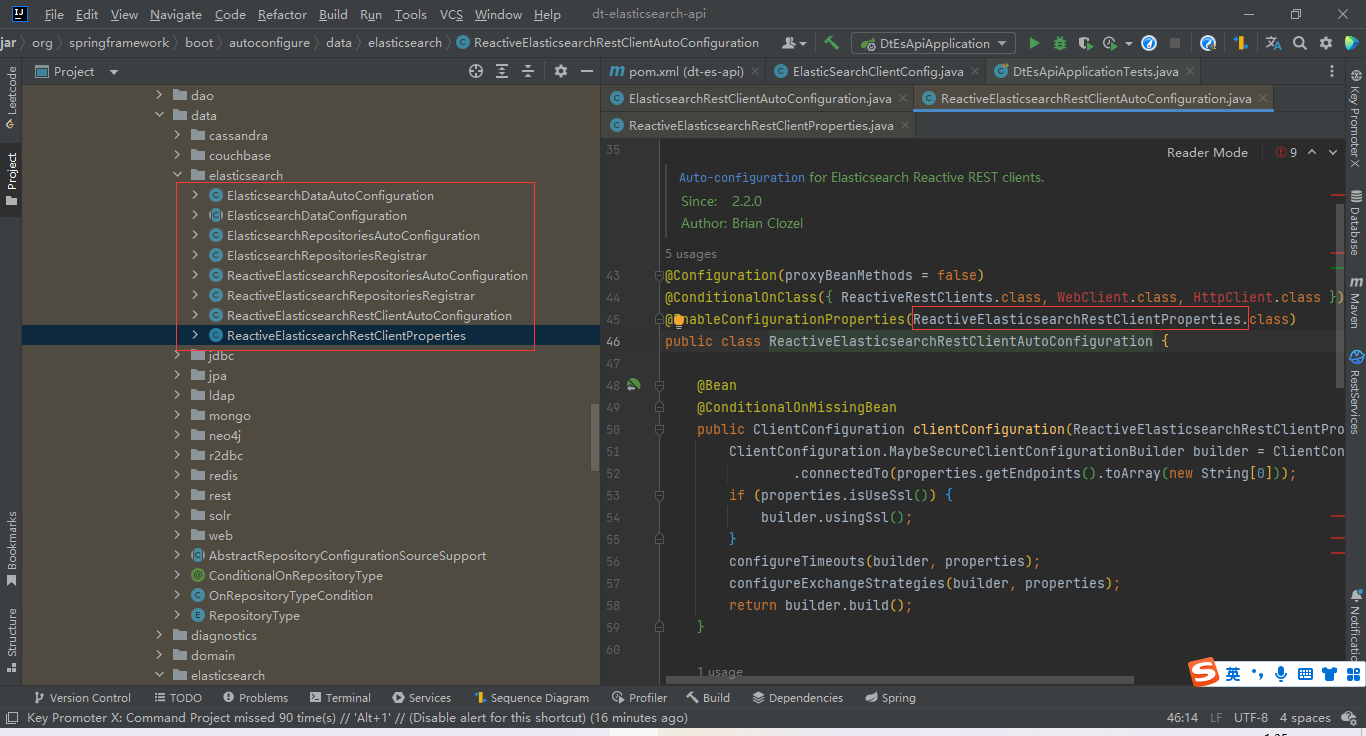 File Edit View Navigate Code Refactor Build Run Tools VCS Window Help dt-elasticsearch-api
jar org springframework boot autoconfigure data elasticsearch ReactiveElasticsearchRestClientAutoConfiguration DtEsApiApplication
Project
pom.xml (dt-es-api) ElasticSearchClientConfig.java DtEsApiApplicationTests.java
ElasticsearchRestClientAutoConfiguration.java ReactiveElasticsearchRestClientAutoConfiguration.java
ReactiveElasticsearchRestClientProperties.java
Leetcode
Project
Bookmarks
Structure
dao
data
cassandra
couchbase
elasticsearch
ElasticsearchDataAutoConfiguration
ElasticsearchDataConfiguration
ElasticsearchRepositoriesAutoConfiguration
ElasticsearchRepositoriesRegistrar
ReactiveElasticsearchRepositoriesAutoConfiguration
ReactiveElasticsearchRepositoriesRegistrar
ReactiveElasticsearchRestClientAutoConfiguration
ReactiveElasticsearchRestClientProperties
jdbc
jpa
ldap
mongo
neo4j
r2dbc
redis
rest
solr
web
AbstractRepositoryConfigurationSourceSupport
ConditionalOnRepositoryType
OnRepositoryTypeCondition
RepositoryType
diagnostics
domain
elasticsearch
35
Reader Mode 9
Auto-configuration for Elasticsearch Reactive REST clients.
Since: 2.2.0
Author: Brian Clozel
5 usages
43 @Configuration(proxyBeanMethods = false)
44 @ConditionalOnClass({ ReactiveRestClients.class, WebClient.class, HttpClient.class })
45 @EnableConfigurationProperties(ReactiveElasticsearchRestClientProperties.class)
46 public class ReactiveElasticsearchRestClientAutoConfiguration {
47
48 @Bean
49 @ConditionalOnMissingBean
50 public ClientConfiguration clientConfiguration(ReactiveElasticsearchRestClientPro
51 ClientConfiguration.MaybeSecureClientConfigurationBuilder builder = ClientCon
52 .connectedTo(properties.getEndpoints().toArray(new String[0]));
53 if (properties.isUseSsl()) {
54 builder.usingSsl();
55 }
56 configureTimeouts(builder, properties);
57 configureExchangeStrategies(builder, properties);
58 return builder.build();
59 }
60
1 usage
Key Promoter X
Database
Maven
RestServices
Notificatic
英
Version Control TODO Problems Terminal Services Sequence Diagram Profiler Build Dependencies Spring
Key Promoter X: Command Project missed 90 time(s) // 'Alt+1' // (Disable alert for this shortcut) (16 minutes ago) 46:14 LF UTF-8 4 spaces